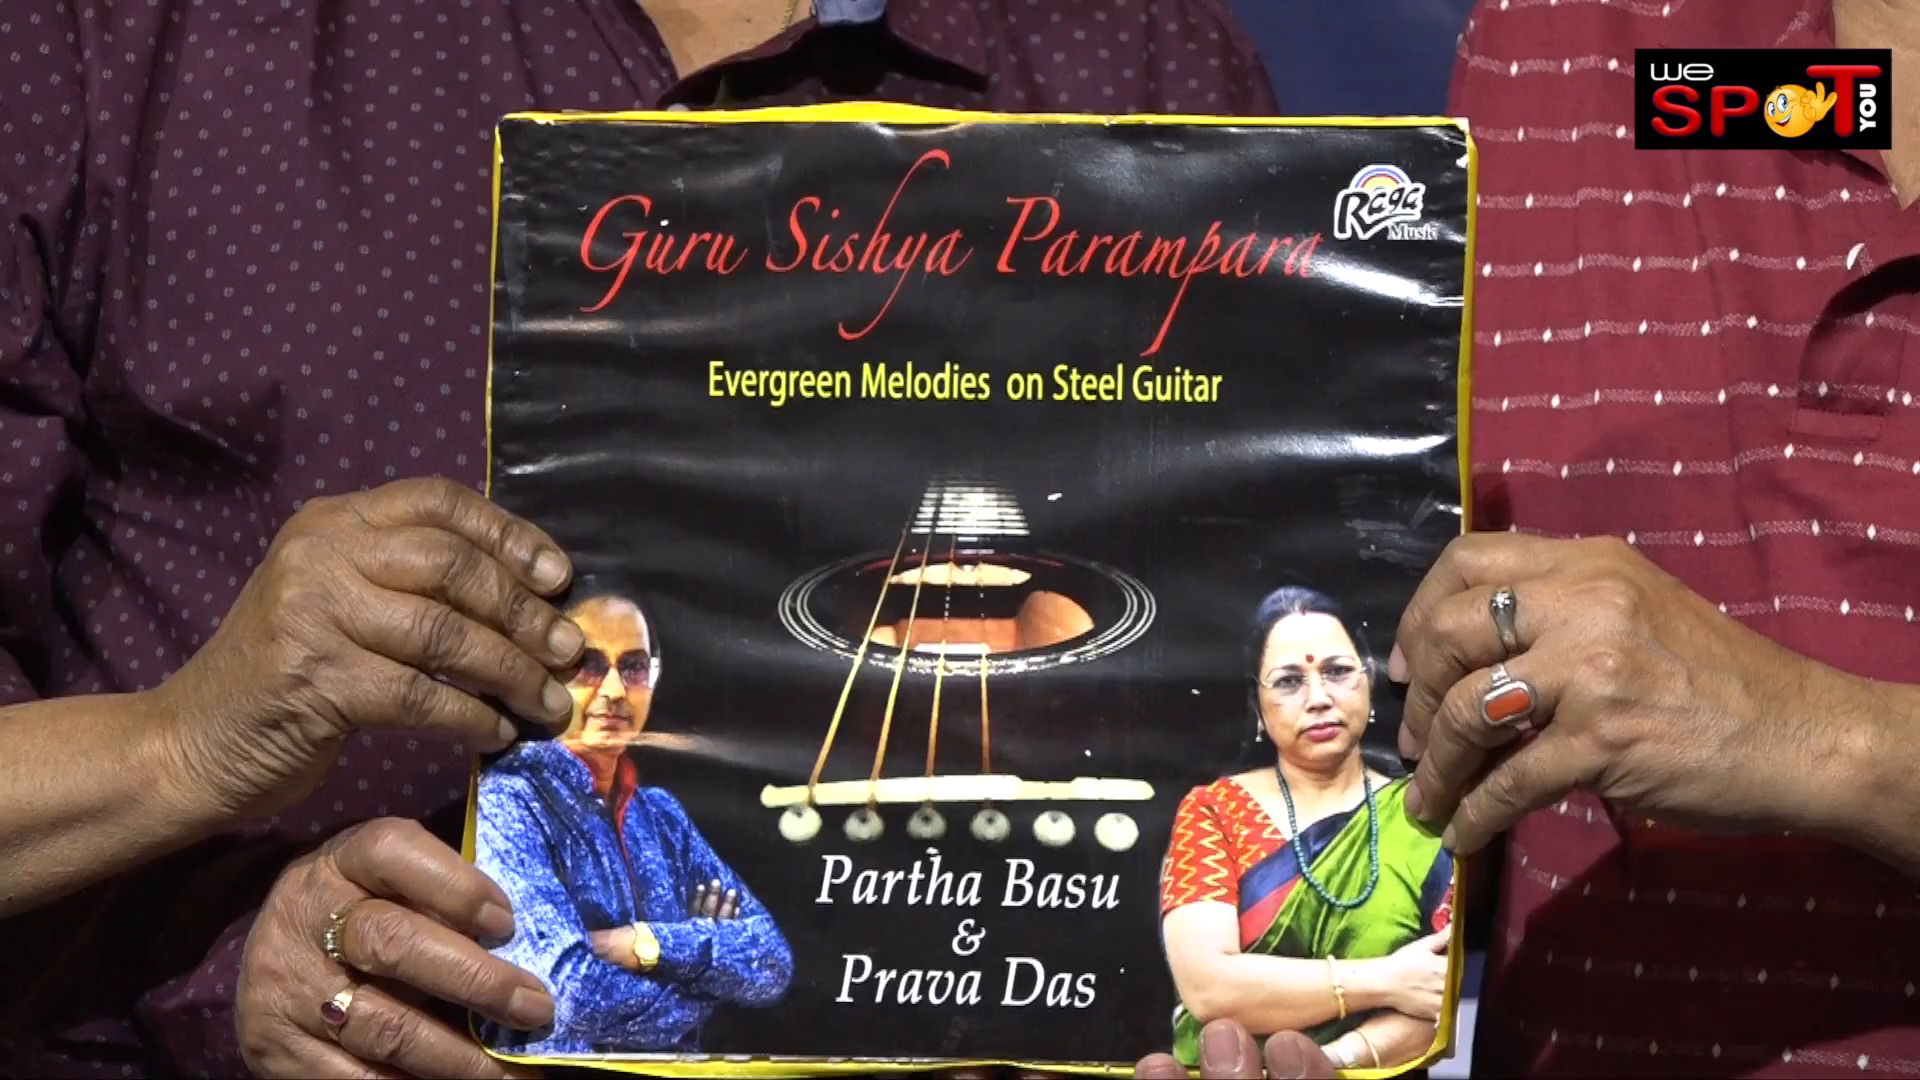 We
SPOT
YOU
Raga
Music
Guru Sishya Parampara
Evergreen Melodies on Steel Guitar
Partha Basu
&
Prava Das